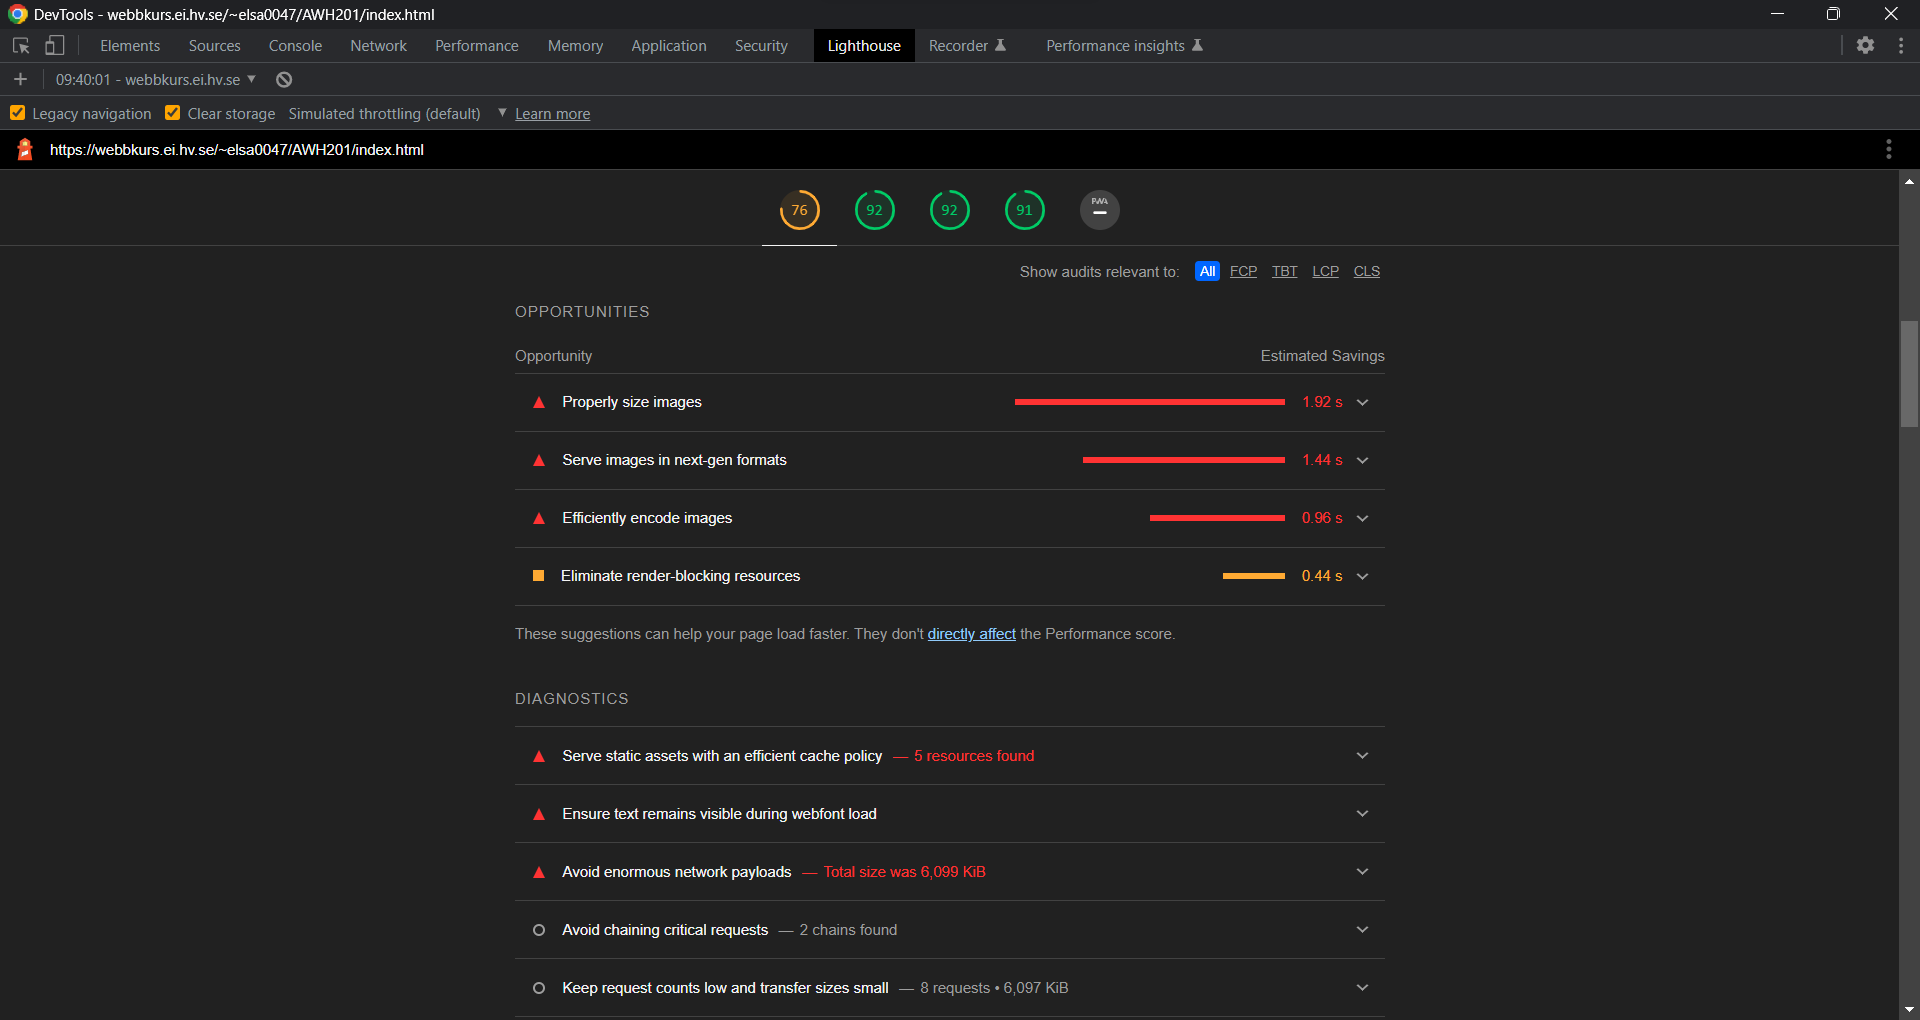 DevTools - webbkurs.ei.hv.se/~elsa0047/AWH201/index.html
Elements Sources Console Network Performance Memory Application Security Lighthouse Recorder Performance insights
09:40:01 - webbkurs.ei.hv.se
Legacy navigation Clear storage Simulated throttling (default) Learn more
https://webbkurs.ei.hv.se/~elsa0047/AWH201/index.html
76 92 92 91 PWA
Show audits relevant to: All FCP TBT LCP CLS
OPPORTUNITIES
Opportunity Estimated Savings
Properly size images 1.92 s
Serve images in next-gen formats 1.44 s
Efficiently encode images 0.96 s
Eliminate render-blocking resources 0.44 s
These suggestions can help your page load faster. They don't directly affect the Performance score.
DIAGNOSTICS
Serve static assets with an efficient cache policy — 5 resources found
Ensure text remains visible during webfont load
Avoid enormous network payloads — Total size was 6,099 KiB
Avoid chaining critical requests — 2 chains found
Keep request counts low and transfer sizes small — 8 requests • 6,097 KiB